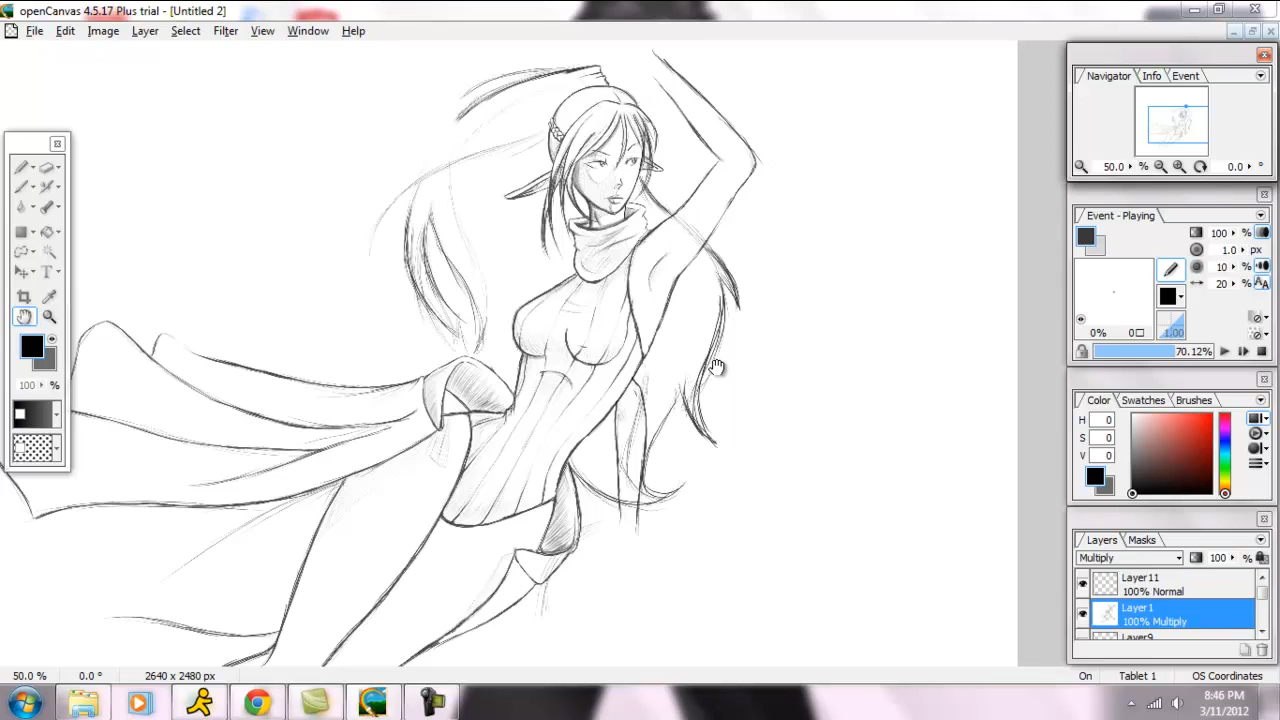 openCanvas 4.5.17 Plus trial - [Untitled 2]
File Edit Image Layer Select Filter View Window Help
Navigator Info Event
50.0 % 0.0 °
Event - Playing
100 %
1.0 px
10 %
20 %
0% 0 1.00
70.12%
Color Swatches Brushes
H 0
S 0
V 0
100 %
T
Layers Masks
Multiply 100 %
Layer11
100% Normal
Layer1
100% Multiply
Layer9
50.0 % 0.0 ° 2640 x 2480 px On Tablet 1 OS Coordinates
8:46 PM
3/11/2012